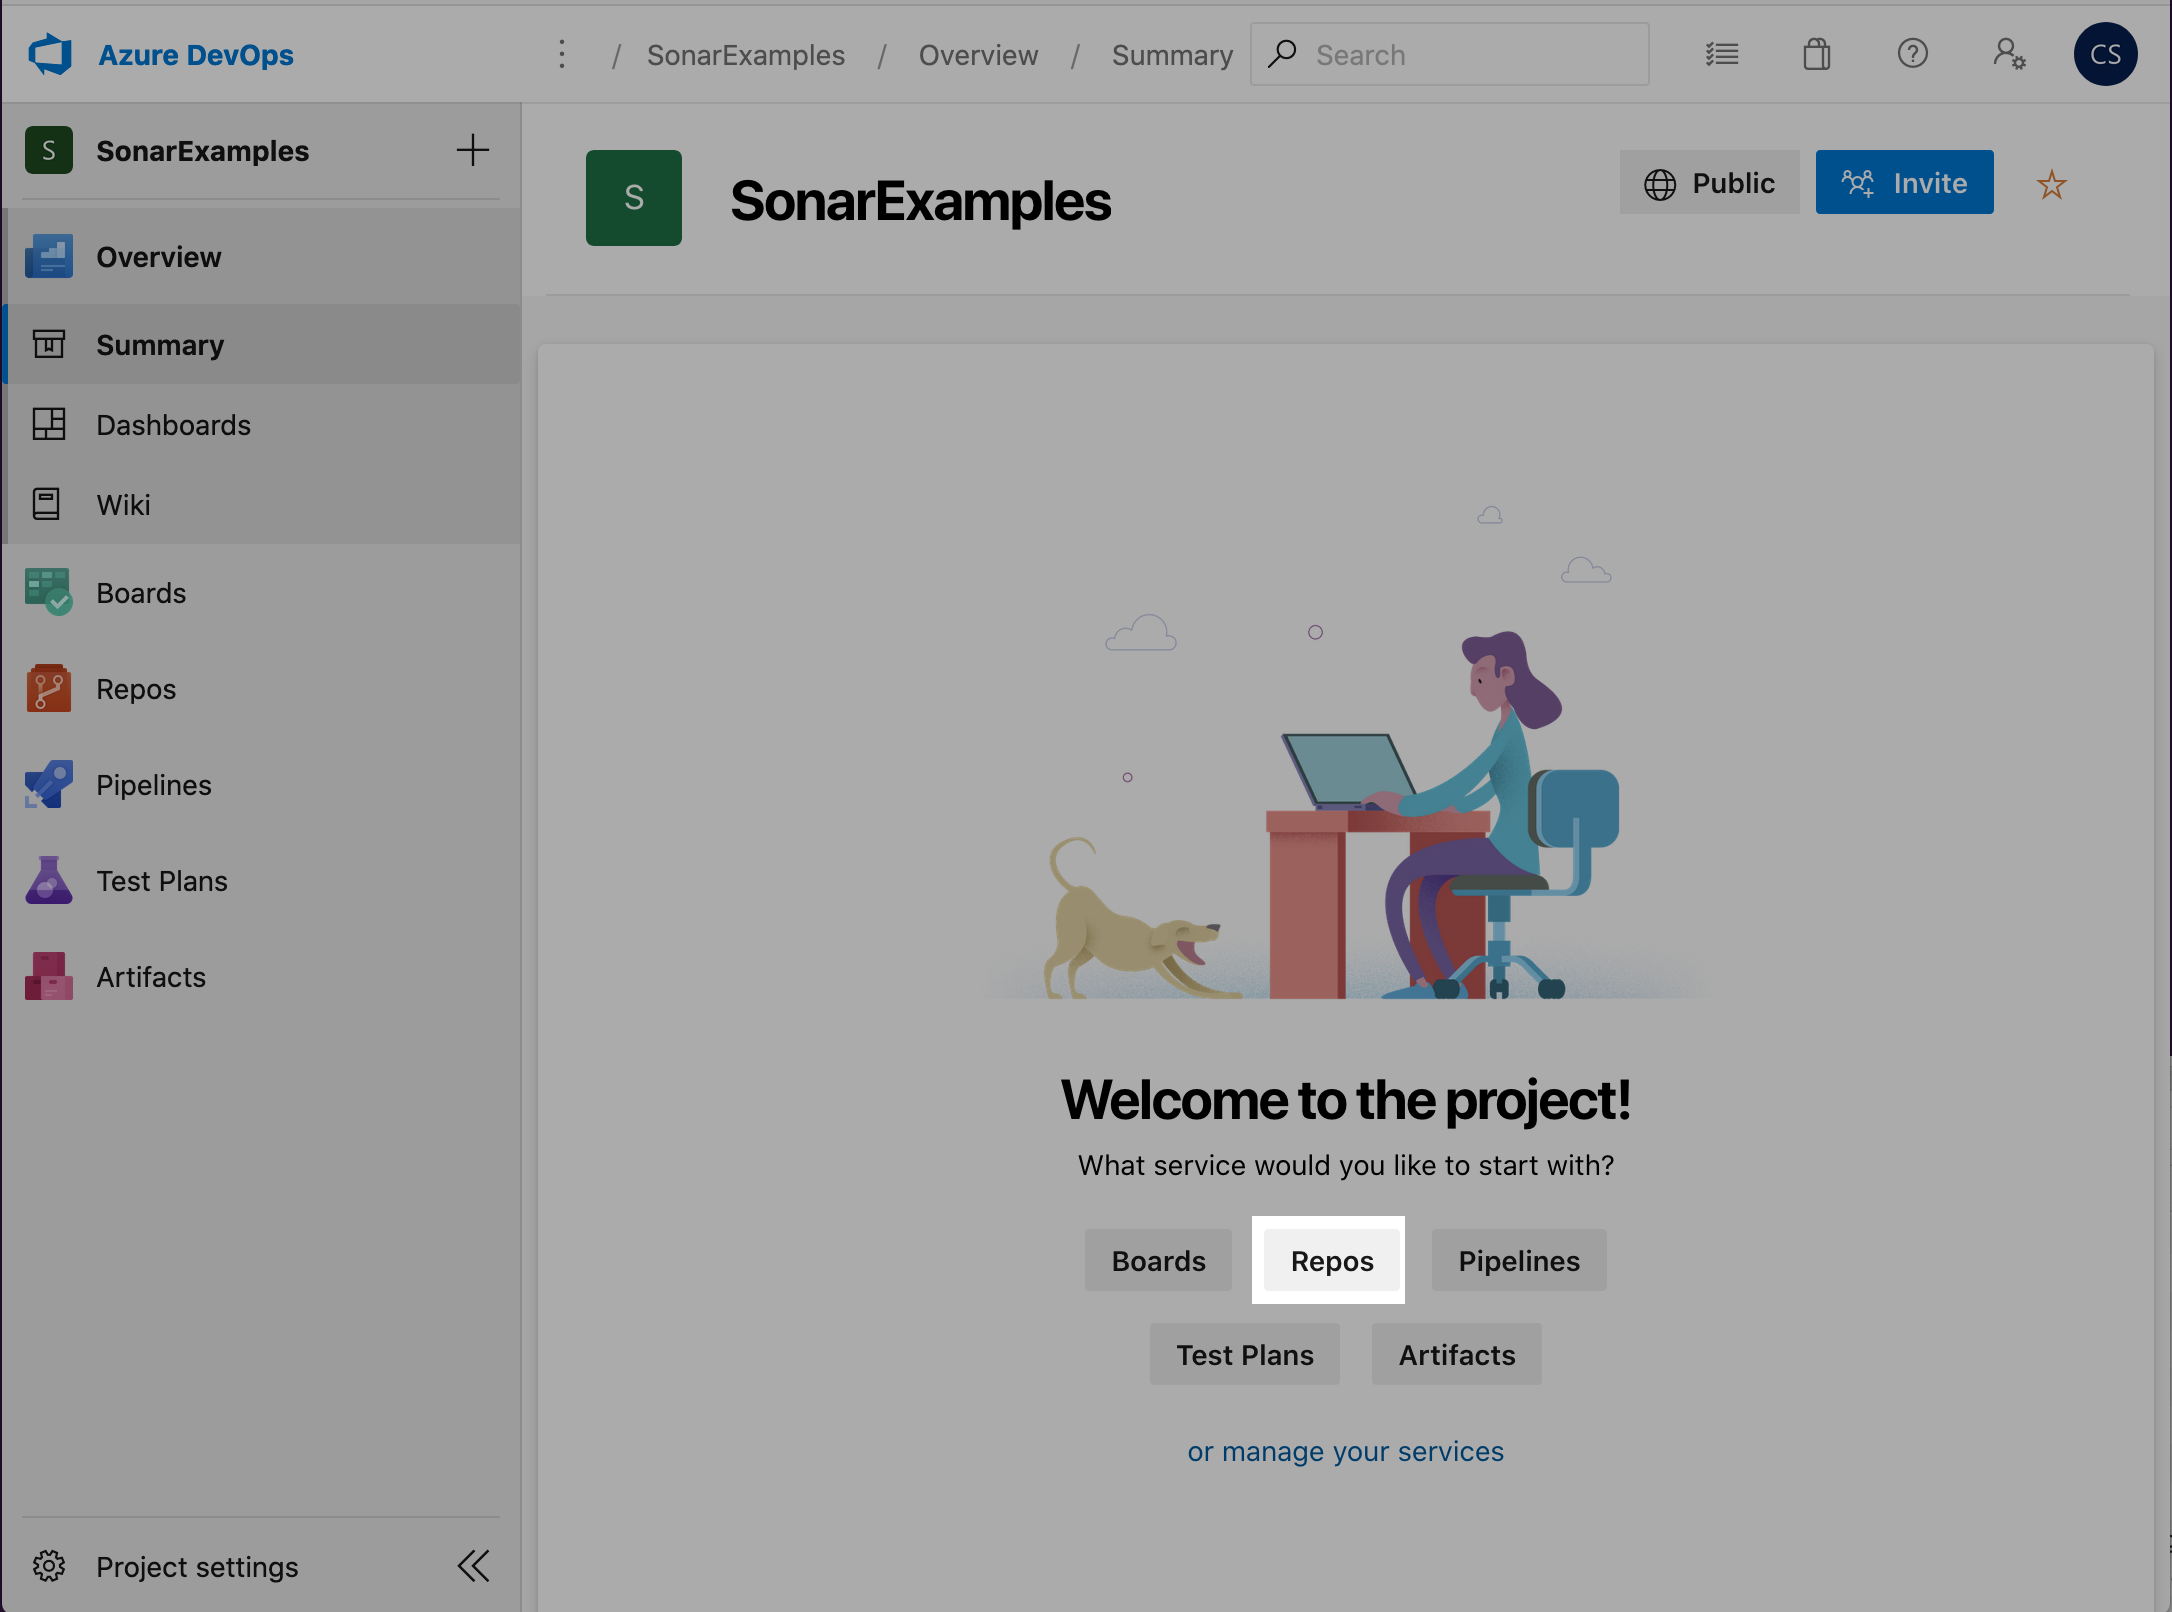 Azure DevOps
/ SonarExamples / Overview / Summary
Search
CS
S SonarExamples
Overview
Summary
Dashboards
Wiki
Boards
Repos
Pipelines
Test Plans
Artifacts
Project settings
S SonarExamples
Public
Invite
Welcome to the project!
What service would you like to start with?
Boards Repos Pipelines
Test Plans Artifacts
or manage your services